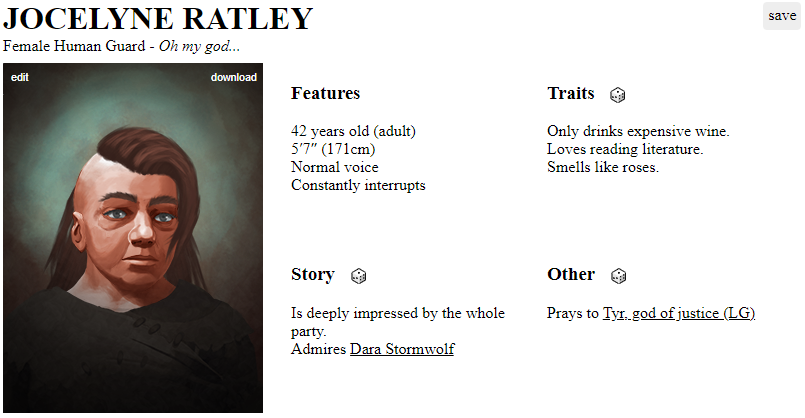 JOCELYNE RATLEY
save
Female Human Guard - Oh my god...
edit
download
Features
42 years old (adult)
5′7″ (171cm)
Normal voice
Constantly interrupts
Traits
Only drinks expensive wine.
Loves reading literature.
Smells like roses.
Story
Is deeply impressed by the whole
party.
Admires Dara Stormwolf
Other
Prays to Tyr, god of justice (LG)